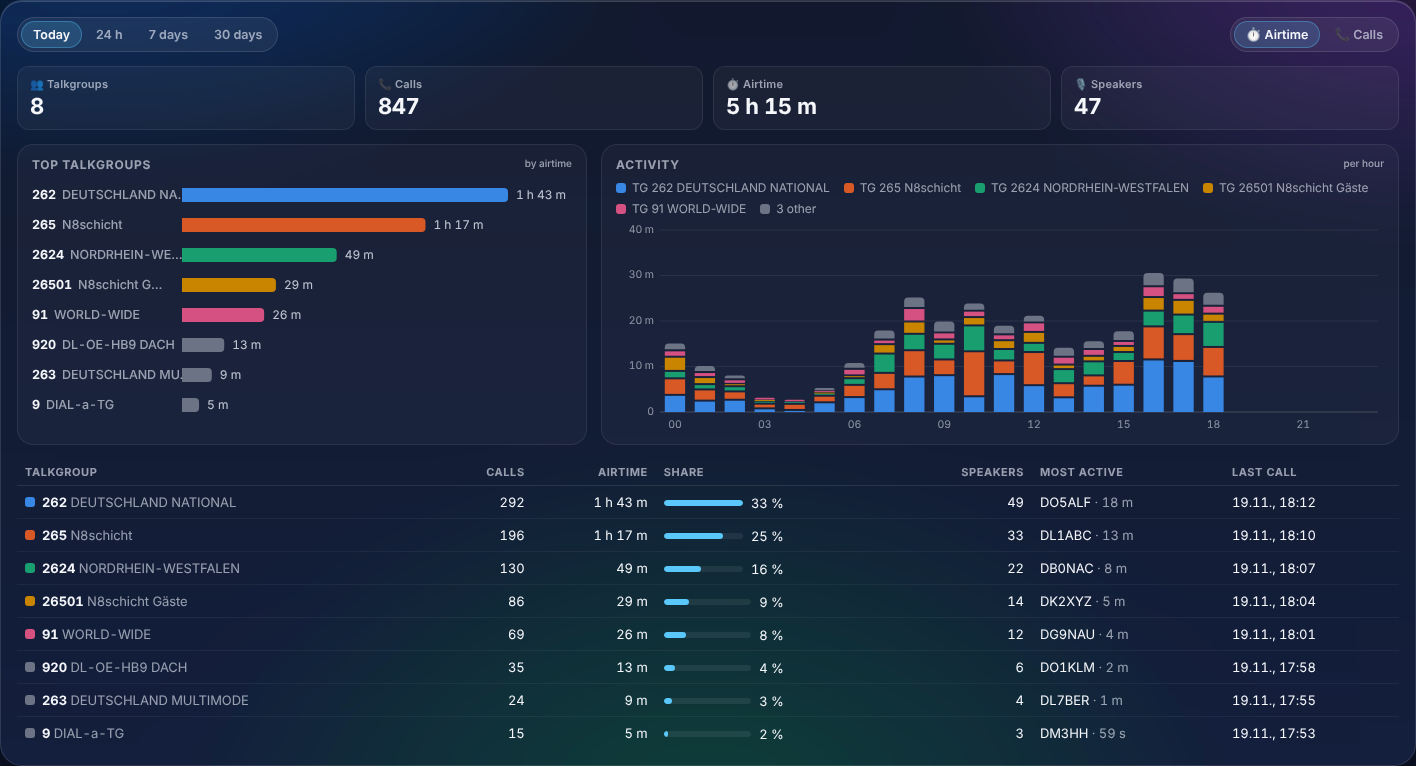 Today 24 h 7 days 30 days ⏱️ Airtime 📞 Calls
👥 Talkgroups 📞 Calls ⏱️ Airtime 🎙️ Speakers
8 847 5 h 15 m 47
TOP TALKGROUPS by airtime
262 DEUTSCHLAND NA… 1 h 43 m
265 N8schicht 1 h 17 m
2624 NORDRHEIN-WE… 49 m
26501 N8schicht G… 29 m
91 WORLD-WIDE 26 m
920 DL-OE-HB9 DACH 13 m
263 DEUTSCHLAND MU… 9 m
9 DIAL-a-TG 5 m
ACTIVITY per hour
TG 262 DEUTSCHLAND NATIONAL TG 265 N8schicht TG 2624 NORDRHEIN-WESTFALEN TG 26501 N8schicht Gäste
TG 91 WORLD-WIDE 3 other
40 m
30 m
20 m
10 m
0
00 03 06 09 12 15 18 21
TALKGROUP CALLS AIRTIME SHARE SPEAKERS MOST ACTIVE LAST CALL
262 DEUTSCHLAND NATIONAL 292 1 h 43 m 33 % 49 DO5ALF · 18 m 19.11., 18:12
265 N8schicht 196 1 h 17 m 25 % 33 DL1ABC · 13 m 19.11., 18:10
2624 NORDRHEIN-WESTFALEN 130 49 m 16 % 22 DB0NAC · 8 m 19.11., 18:07
26501 N8schicht Gäste 86 29 m 9 % 14 DK2XYZ · 5 m 19.11., 18:04
91 WORLD-WIDE 69 26 m 8 % 12 DG9NAU · 4 m 19.11., 18:01
920 DL-OE-HB9 DACH 35 13 m 4 % 6 DO1KLM · 2 m 19.11., 17:58
263 DEUTSCHLAND MULTIMODE 24 9 m 3 % 4 DL7BER · 1 m 19.11., 17:55
9 DIAL-a-TG 15 5 m 2 % 3 DM3HH · 59 s 19.11., 17:53